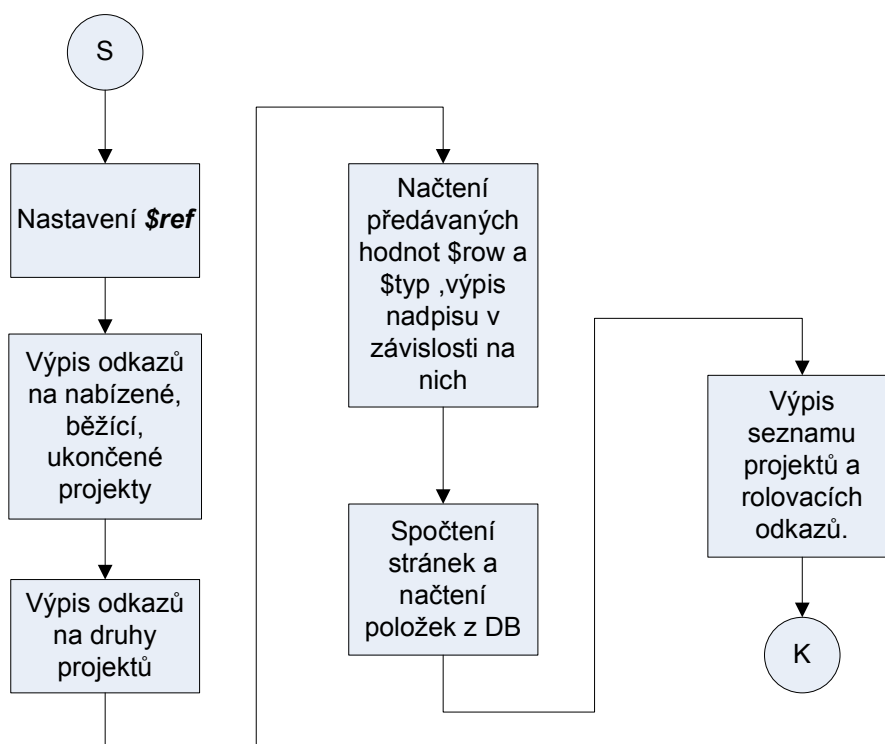 S
Nastavení $ref
Výpis odkazů
na nabízené,
běžící,
ukončené
projekty
Výpis odkazů
na druhy
projektů
Načtení
předávaných
hodnot $row a
$typ ,výpis
nadpisu v
závislosti na
nich
Spočtení
stránek a
načtení
položek z DB
Výpis
seznamu
projektů a
rolovacích
odkazů.
K